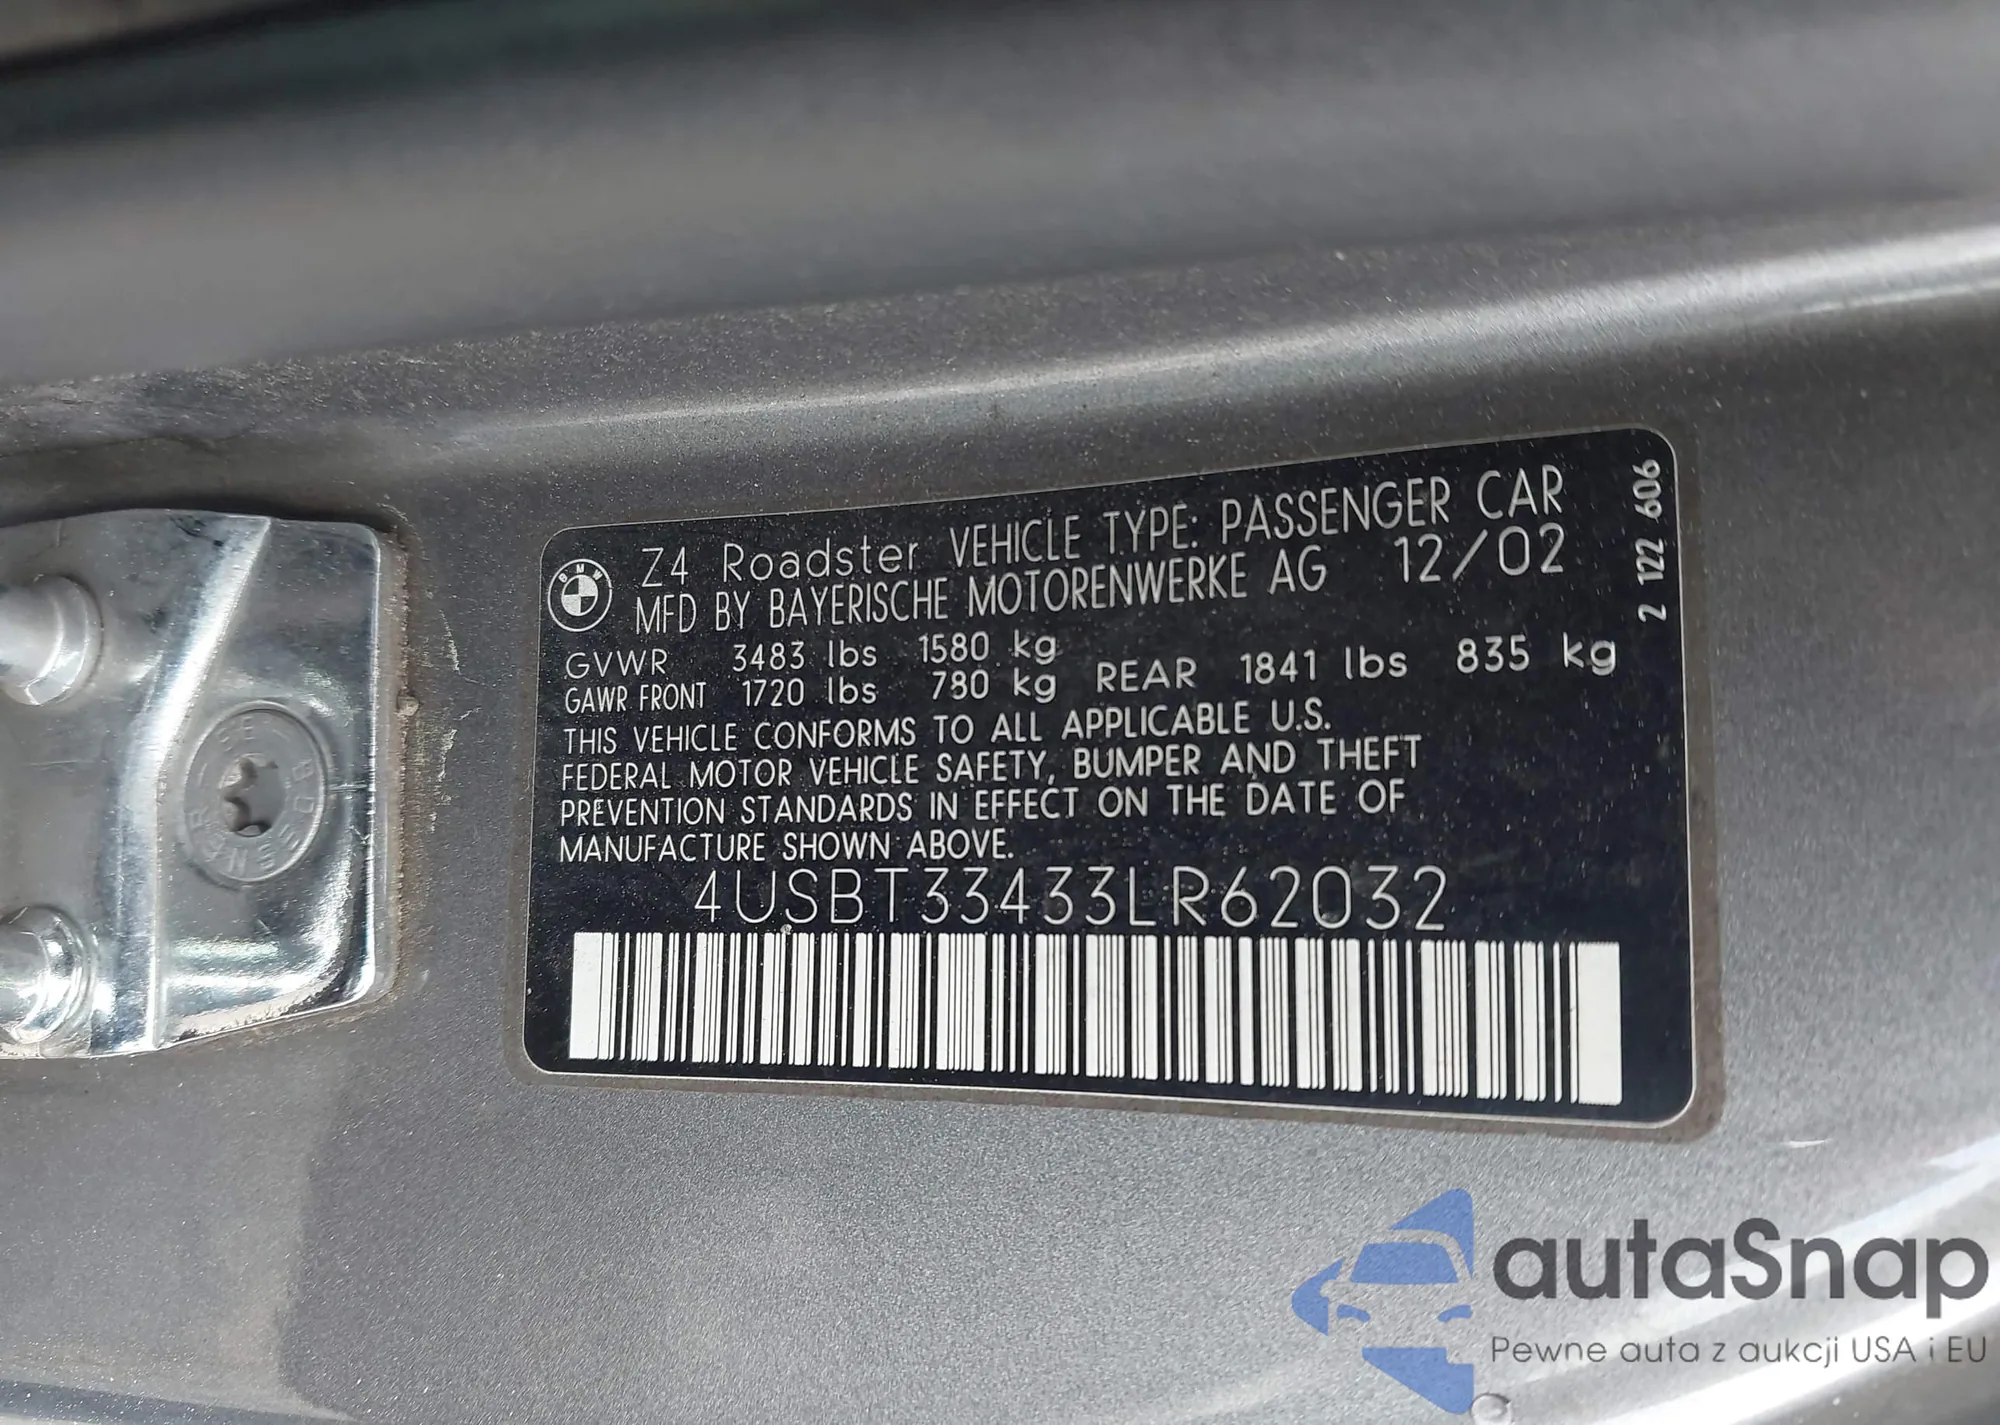 BMW
Z4 Roadster VEHICLE TYPE: PASSENGER CAR
MFD BY BAYERISCHE MOTORENWERKE AG 12/02
2 122 606
GVWR 3483 lbs 1580 kg
GAWR FRONT 1720 lbs 780 kg REAR 1841 lbs 835 kg
THIS VEHICLE CONFORMS TO ALL APPLICABLE U.S.
FEDERAL MOTOR VEHICLE SAFETY, BUMPER AND THEFT
PREVENTION STANDARDS IN EFFECT ON THE DATE OF
MANUFACTURE SHOWN ABOVE.
4USBT33433LR62032
autaSnap
Pewne auta z aukcji USA i EU